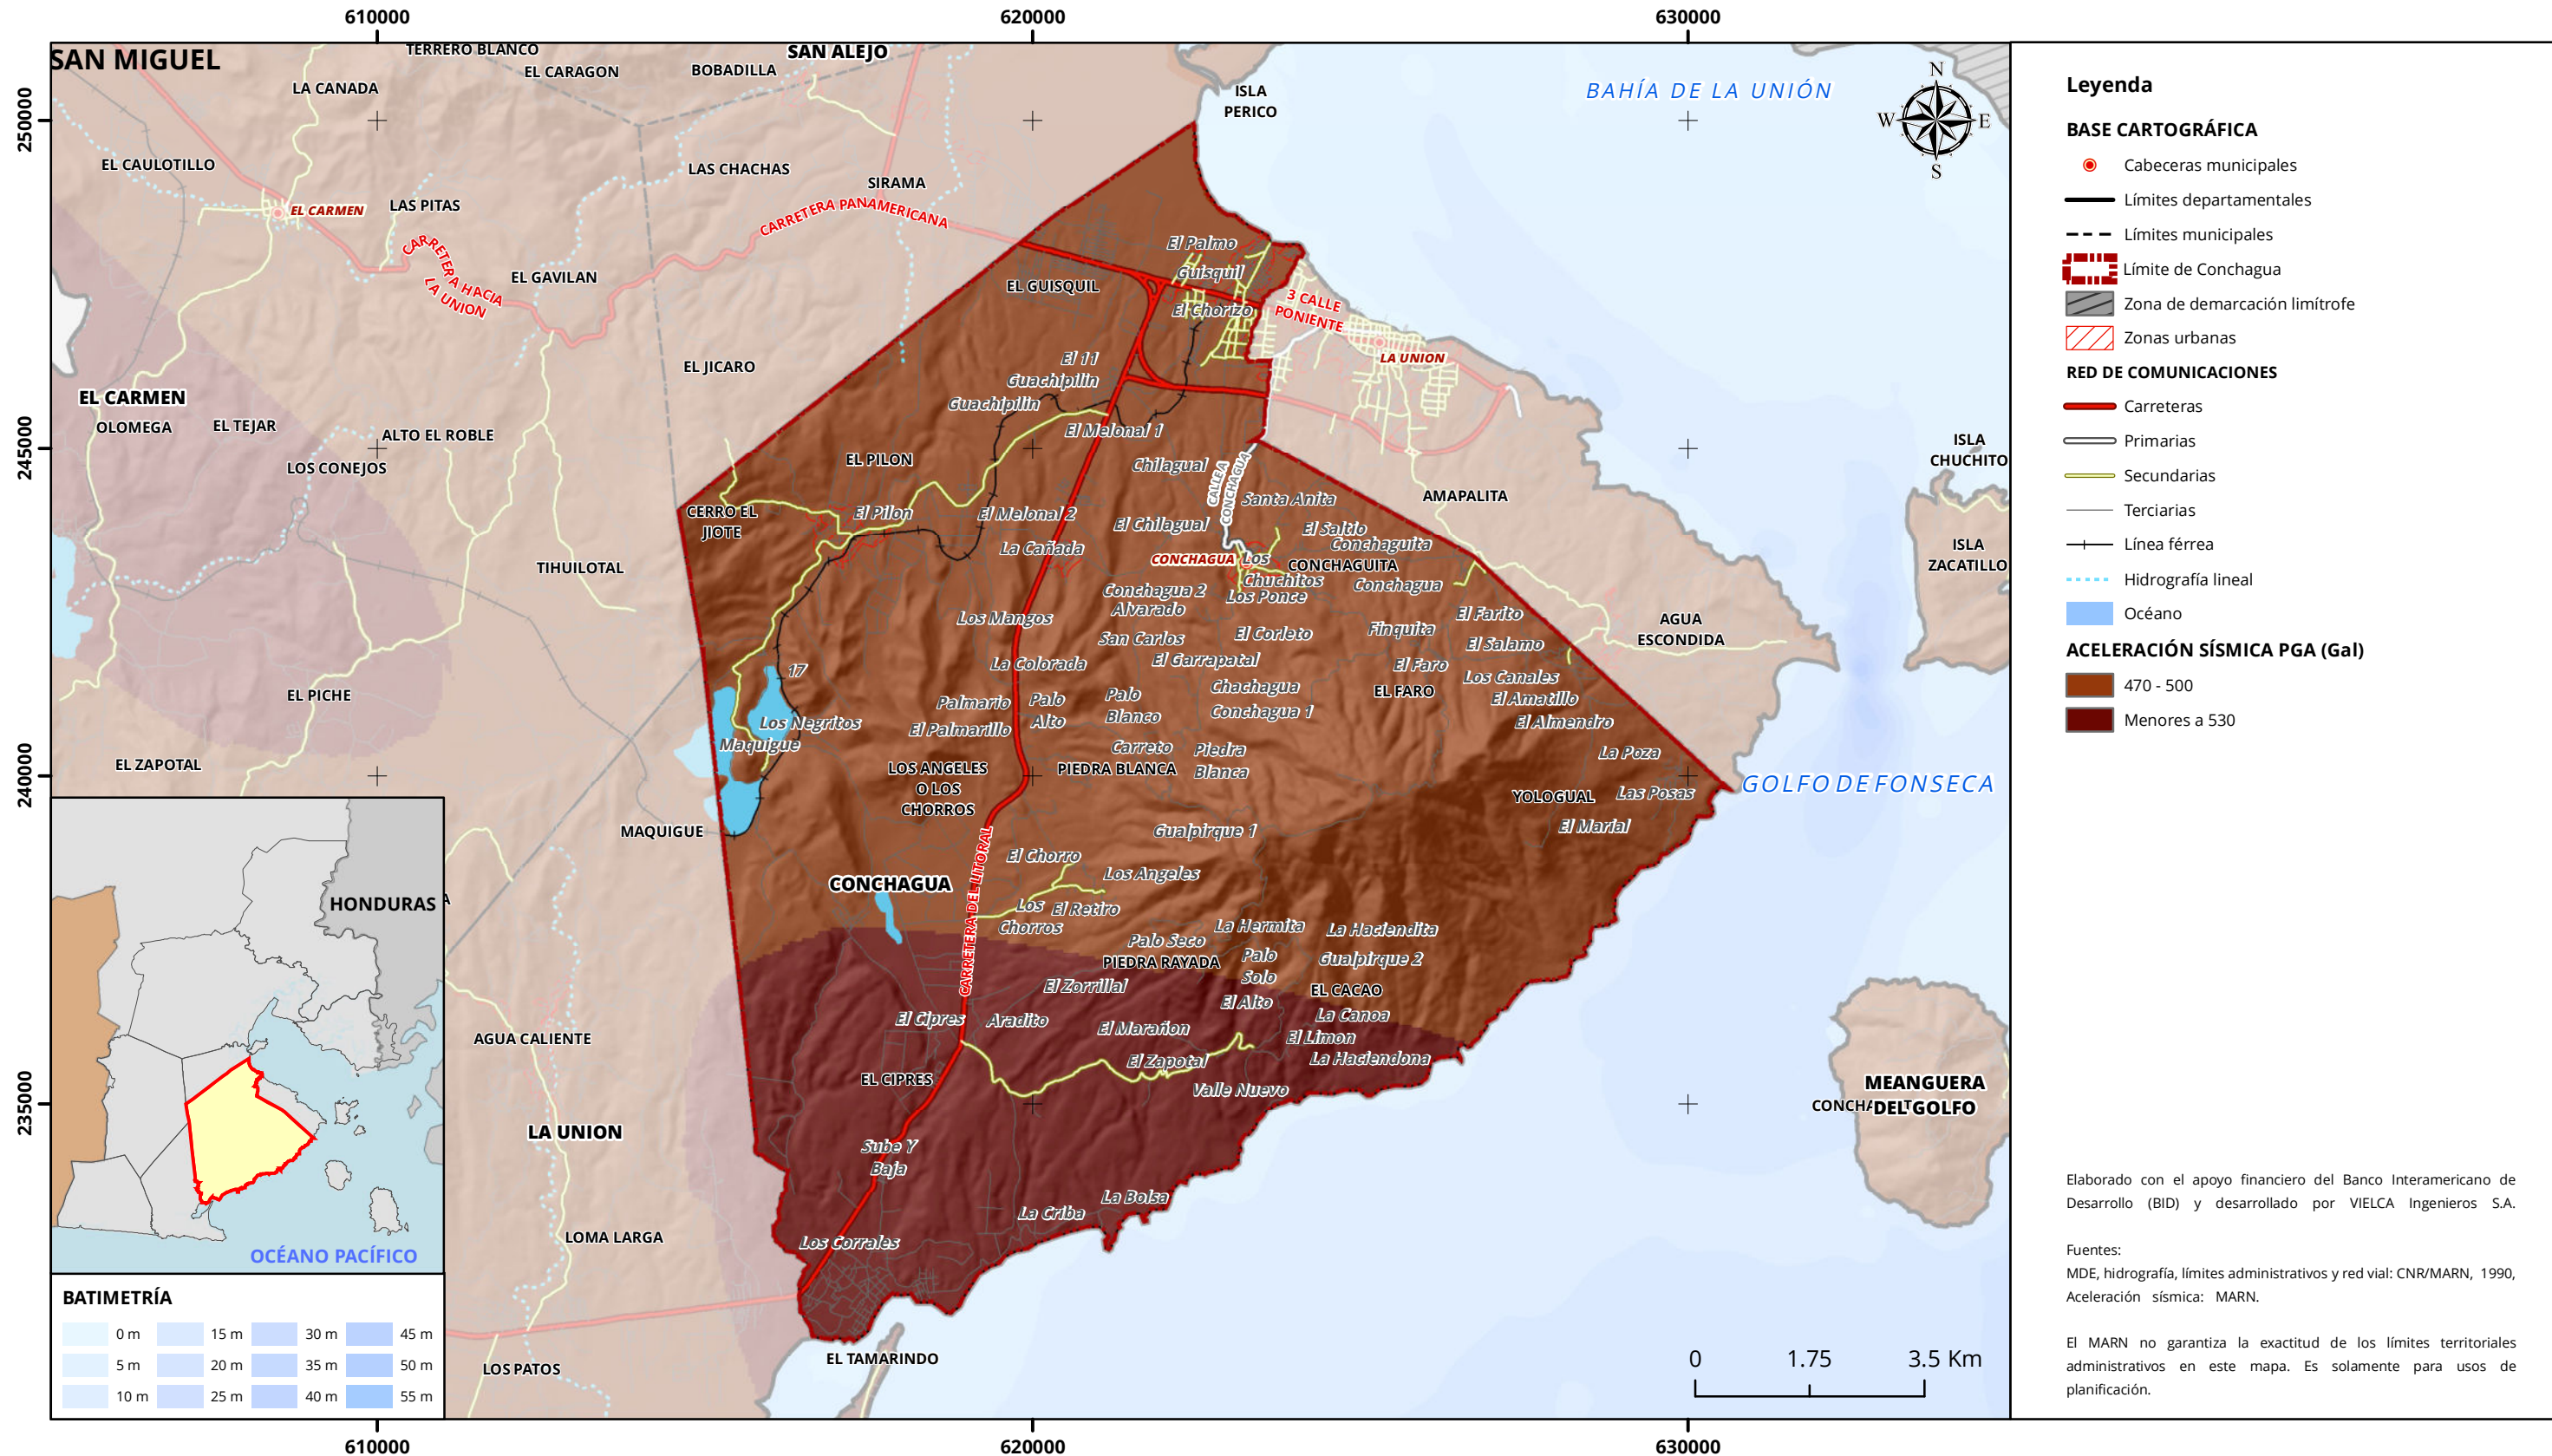 610000
620000
630000
250000
245000
240000
235000
SAN MIGUEL
TERRERO BLANCO
EL CARAGON
BOBADILLA
SAN ALEJO
LA CANADA
ISLA
PERICO
BAHÍA DE LA UNIÓN
N
W
E
S
EL CAULOTILLO
LAS CHACHAS
SIRAMA
EL CARMEN
LAS PITAS
CARRETERA PANAMERICANA
CARRETERA HACIA
LA UNION
EL GAVILAN
El Palmo
Guisquil
EL GUISQUIL
El Chorizo
3 CALLE
PONIENTE
LA UNION
EL JICARO
El 11
Guachipilin
Guachipilin
EL CARMEN
OLOMEGA
EL TEJAR
ALTO EL ROBLE
LOS CONEJOS
El Melonal 1
EL PILON
Chilagual
CALLE A
CONCHAGUA
ISLA
CHUCHITO
Santa Anita
AMAPALITA
CERRO EL
JIOTE
El Pilon
El Melonal 2
El Chilagual
El Saltio
La Cañada
Conchaguita
CONCHAGUA
Los
Chuchitos
CONCHAGUITA
ISLA
ZACATILLO
TIHUILOTAL
Conchagua 2
Alvarado
Los Ponce
Conchagua
Los Mangos
El Farito
AGUA
ESCONDIDA
San Carlos
El Corleto
Finquita
El Salamo
La Colorada
El Garrapatal
El Faro
17
Los Canales
EL PICHE
Chachagua
EL FARO
El Amatillo
Palmario
Palo
Alto
Palo
Blanco
Conchagua 1
Los Negritos
El Palmarillo
El Almendro
Maquigue
Carreto
Piedra
Blanca
La Poza
EL ZAPOTAL
LOS ANGELES
O LOS
CHORROS
PIEDRA BLANCA
GOLFO DE FONSECA
YOLOGUAL
Las Posas
MAQUIGUE
Gualpirque 1
El Marial
El Chorro
Los Angeles
CONCHAGUA
CARRETERA DEL LITORAL
Los
Chorros
El Retiro
La Hermita
La Haciendita
Palo Seco
PIEDRA RAYADA
Palo
Solo
Gualpirque 2
El Zorrillal
EL CACAO
El Alto
El Cipres
Aradito
El Marañon
La Canoa
El Limon
AGUA CALIENTE
El Zapotal
La Haciendona
EL CIPRES
Valle Nuevo
MEANGUERA
DEL GOLFO
LA UNION
Sube Y
Baja
La Bolsa
La Criba
LOMA LARGA
Los Corrales
EL TAMARINDO
LOS PATOS
0
1.75
3.5 Km
HONDURAS
OCÉANO PACÍFICO
BATIMETRÍA
0 m
15 m
30 m
45 m
5 m
20 m
35 m
50 m
10 m
25 m
40 m
55 m
610000
620000
630000
Leyenda
BASE CARTOGRÁFICA
Cabeceras municipales
Límites departamentales
Límites municipales
Límite de Conchagua
Zona de demarcación limítrofe
Zonas urbanas
RED DE COMUNICACIONES
Carreteras
Primarias
Secundarias
Terciarias
Línea férrea
Hidrografía lineal
Océano
ACELERACIÓN SÍSMICA PGA (Gal)
470 - 500
Menores a 530
Elaborado con el apoyo financiero del Banco Interamericano de
Desarrollo (BID) y desarrollado por VIELCA Ingenieros S.A.
Fuentes:
MDE, hidrografía, límites administrativos y red vial: CNR/MARN, 1990,
Aceleración sísmica: MARN.
El MARN no garantiza la exactitud de los límites territoriales
administrativos en este mapa. Es solamente para usos de
planificación.